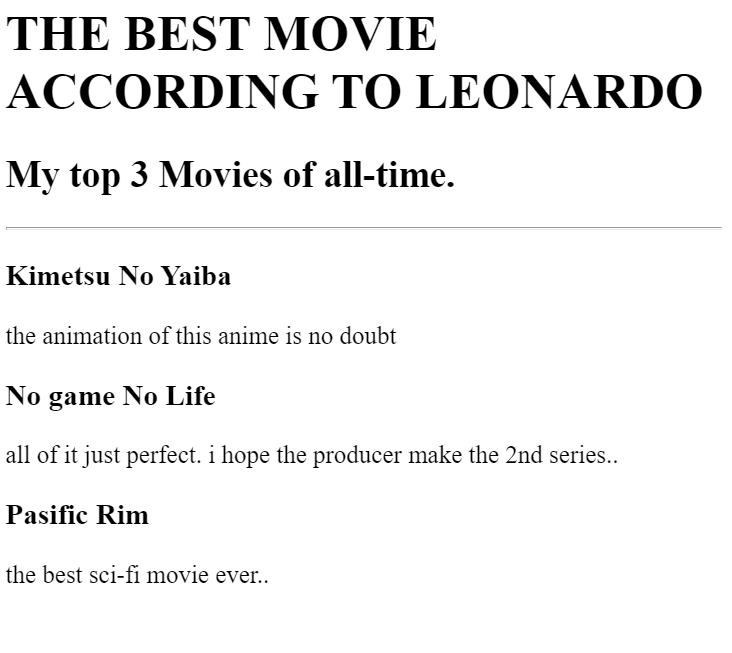 THE BEST MOVIE
ACCORDING TO LEONARDO
My top 3 Movies of all-time.
Kimetsu No Yaiba
the animation of this anime is no doubt
No game No Life
all of it just perfect. i hope the producer make the 2nd series..
Pasific Rim
the best sci-fi movie ever..